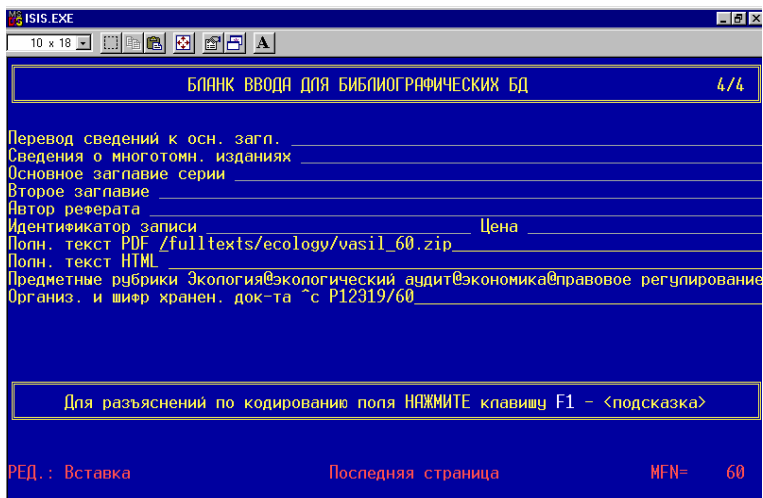 ISIS.EXE
10 x 18
A
БЛАНК ВВОДА ДЛЯ БИБЛИОГРАФИЧЕСКИХ БД 4/4
Перевод сведений к осн. загл.
Сведения о многотомн. изданиях
Основное заглавие серии
Второе заглавие
Автор реферата
Идентификатор записи Цена
Полн. текст PDF /fulltexts/ecology/vasil_60.zip
Полн. текст HTML
Предметные рубрики Экология@экологический аудит@экономика@правовое регулирование
Организ. и шифр хранен. док-та ^c P12319/60
Для разъяснений по кодированию поля НАЖМИТЕ клавишу F1 - <подсказка>
РЕД.: Вставка Последняя страница MFN= 60